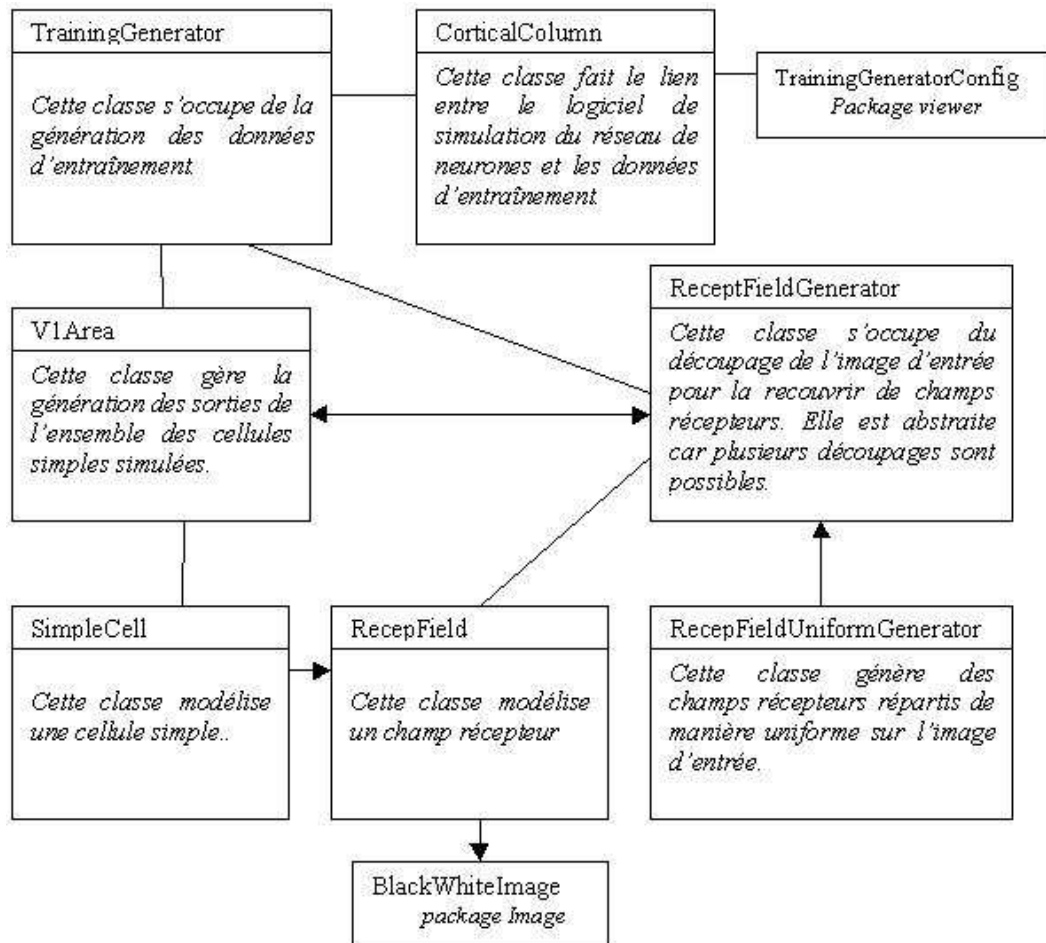 TrainingGenerator
Cette classe s'occupe de la
génération des données
d'entraînement.
CorticalColumn
Cette classe fait le lien
entre le logiciel de
simulation du réseau de
neurones et les données
d'entraînement.
TrainingGeneratorConfig
Package viewer
V1Area
Cette classe gère la
génération des sorties de
l'ensemble des cellules
simples simulées.
ReceptFieldGenerator
Cette classe s'occupe du
découpage de l'image d'entrée
pour la recouvrir de champs
récepteurs. Elle est abstraite
car plusieurs découpages sont
possibles.
SimpleCell
Cette classe modélise
une cellule simple..
RecepField
Cette classe modélise
un champ récepteur
RecepFieldUniformGenerator
Cette classe génère des
champs récepteurs répartis de
manière uniforme sur l'image
d'entrée.
BlackWhiteImage
package Image